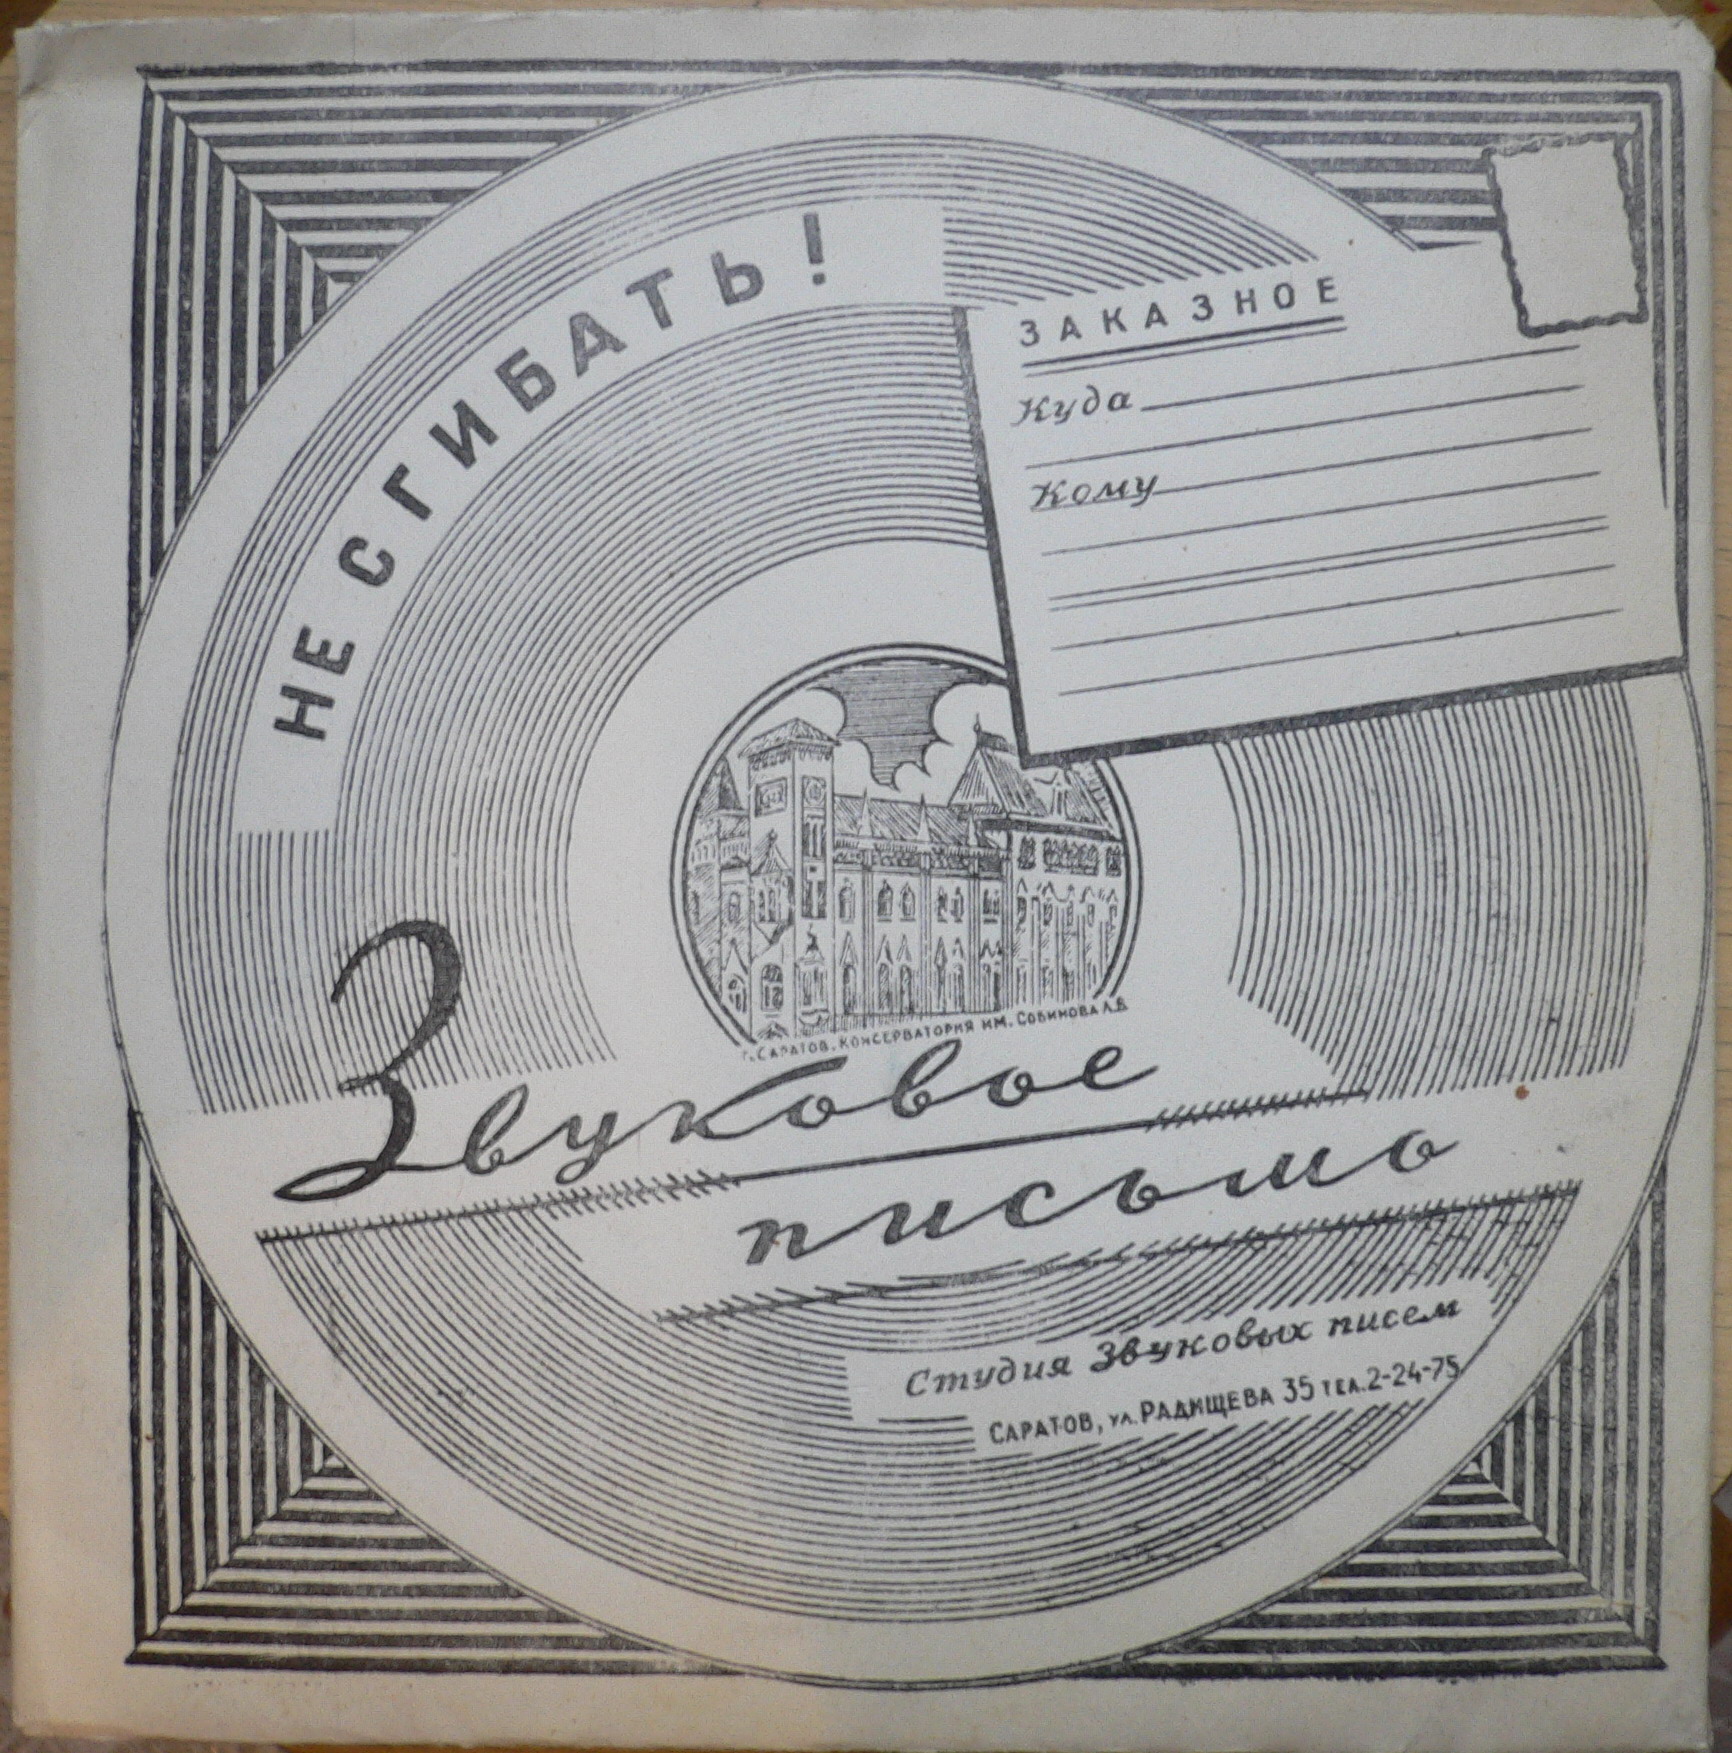 НЕ СГИБАТЬ!
ЗАКАЗНОЕ
Куда
Кому
г. САРАТОВ. КОНСЕРВАТОРИЯ ИМ. СОБИНОВА Л.В.
Звуковое
письмо
Студия Звуковых писем
САРАТОВ, ул. РАДИЩЕВА 35 тел. 2-24-75